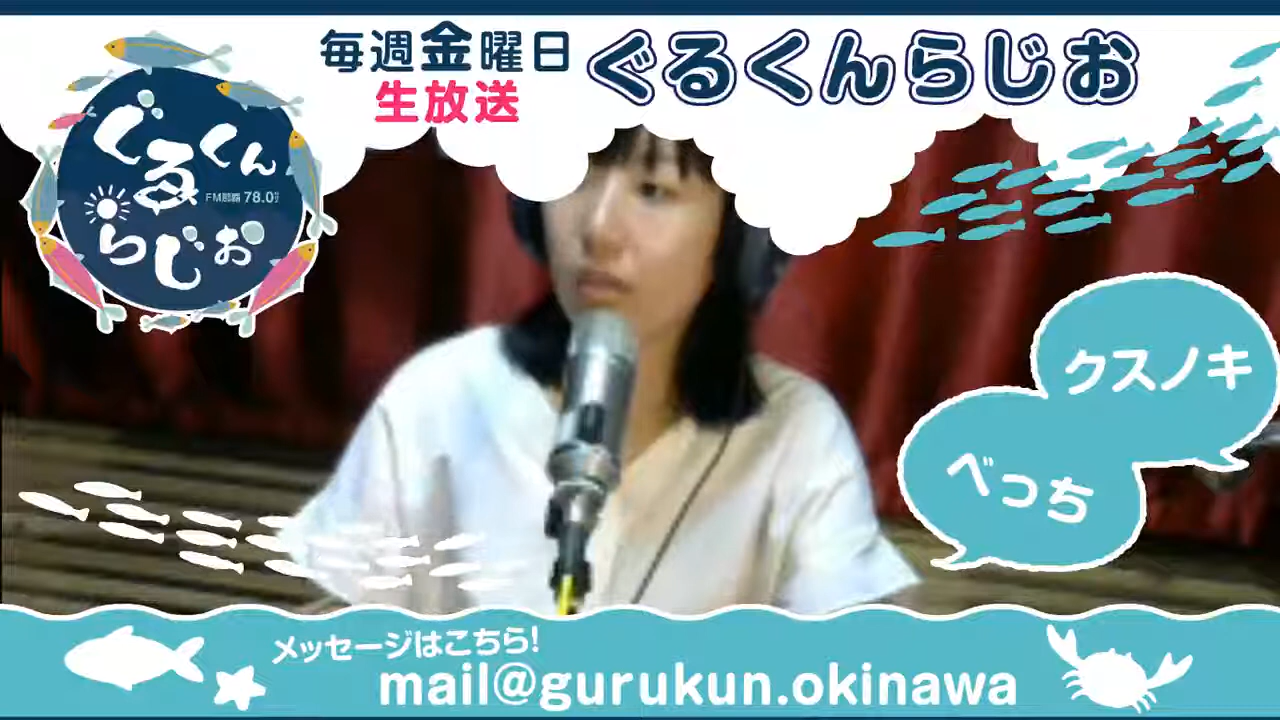 毎週金曜日
生放送
ぐるくんらじお
ぐるくん
FM那覇 78.0
らじお
クスノキ
べっち
メッセージはこちら!
mail@gurukun.okinawa